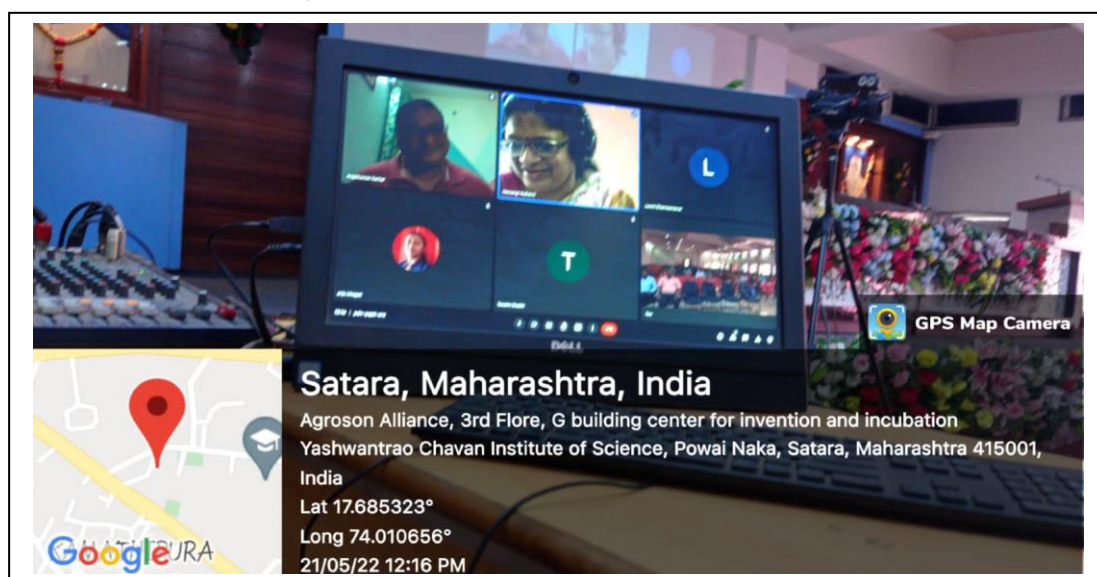 L
T
DELL
GPS Map Camera
Satara, Maharashtra, India
Agroson Alliance, 3rd Flore, G building center for invention and incubation
Yashwantrao Chavan Institute of Science, Powai Naka, Satara, Maharashtra 415001,
India
Lat 17.685323°
Long 74.010656°
21/05/22 12:16 PM
Google